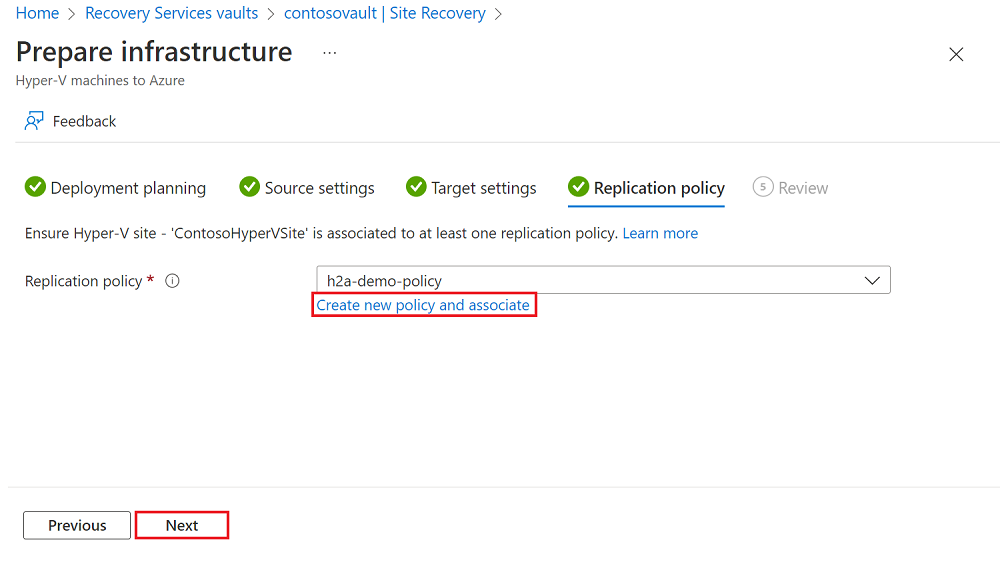 Home > Recovery Services vaults > contosovault | Site Recovery >
Prepare infrastructure ...
Hyper-V machines to Azure
Feedback
Deployment planning Source settings Target settings Replication policy 5 Review
Ensure Hyper-V site - 'ContosoHyperVSite' is associated to at least one replication policy. Learn more
Replication policy * i h2a-demo-policy
Create new policy and associate
Previous Next